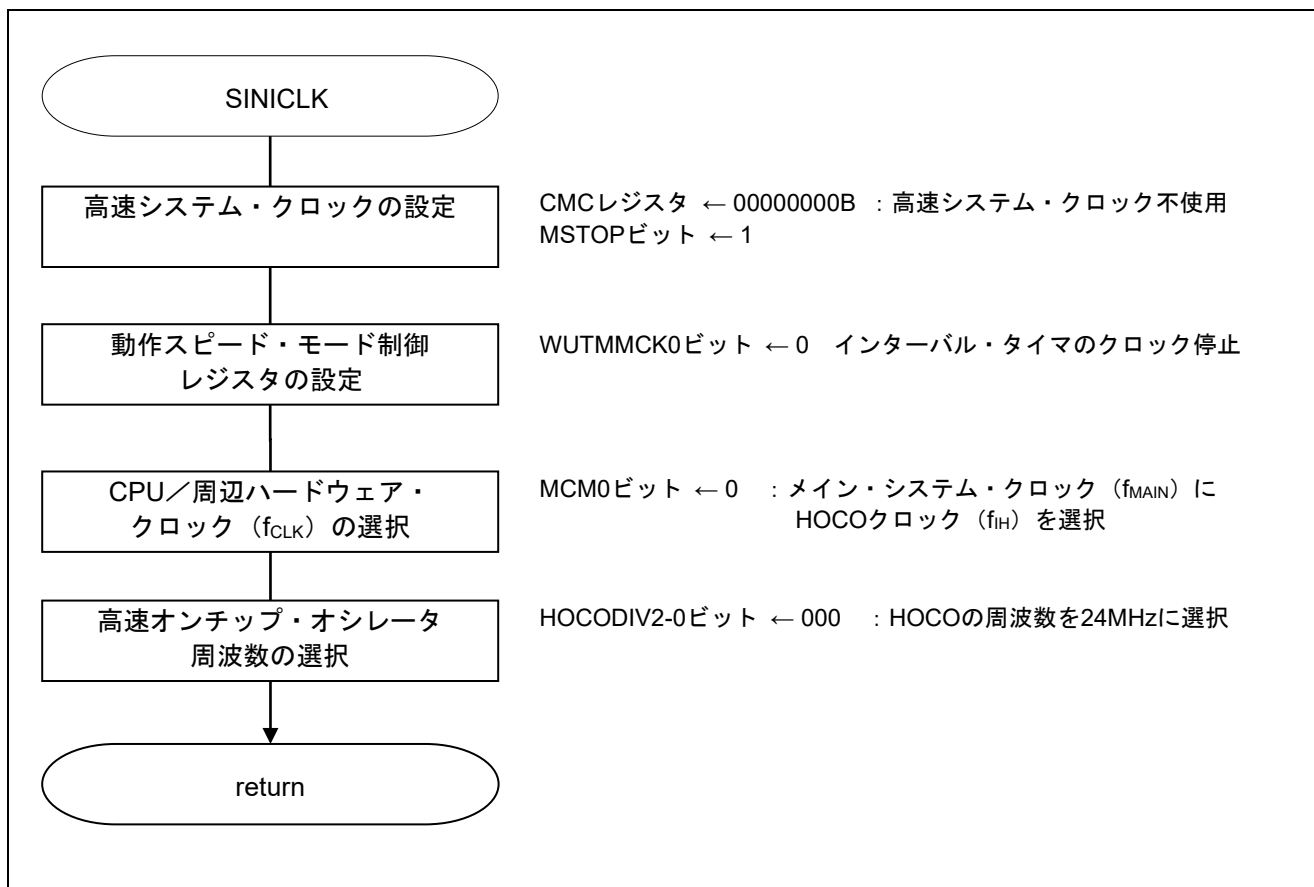 SINICLK
高速システム・クロックの設定
CMCレジスタ ← 00000000B ：高速システム・クロック不使用
MSTOPビット ← 1
動作スピード・モード制御
レジスタの設定
WUTMMCK0ビット ← 0　インターバル・タイマのクロック停止
CPU／周辺ハードウェア・
クロック（fCLK）の選択
MCM0ビット ← 0　：メイン・システム・クロック（fMAIN）に
HOCOクロック（fIH）を選択
高速オンチップ・オシレータ
周波数の選択
HOCODIV2-0ビット ← 000　：HOCOの周波数を24MHzに選択
return